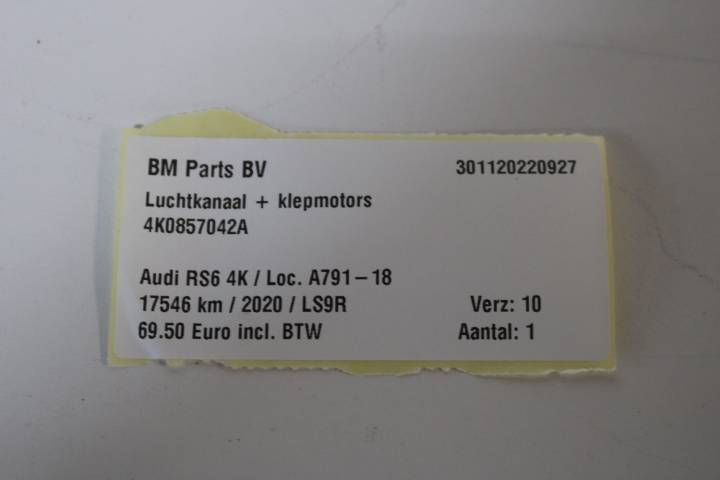 BM Parts BV 301120220927
Luchtkanaal + klepmotors
4K0857042A
Audi RS6 4K / Loc. A791-18
17546 km / 2020 / LS9R Verz: 10
69.50 Euro incl. BTW Aantal: 1